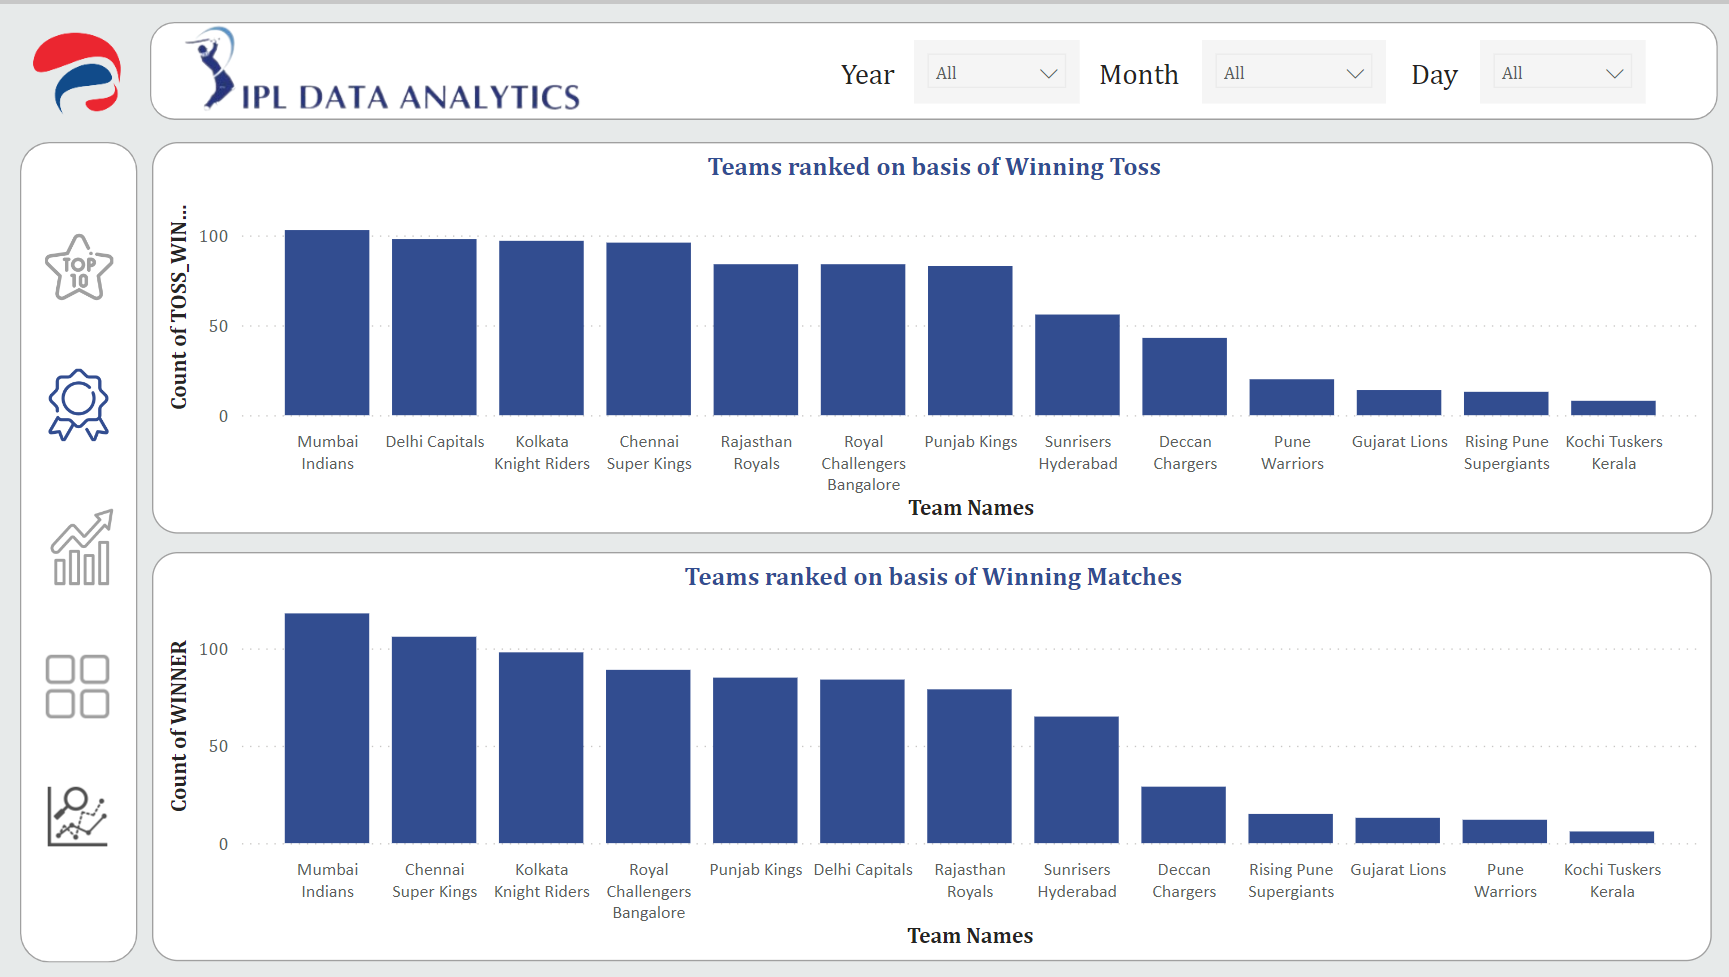 IPL DATA ANALYTICS
Year
All
Month
All
Day
All
TOP
10
Teams ranked on basis of Winning Toss
Count of TOSS_WIN...
100
50
0
Mumbai
Indians
Delhi Capitals
Kolkata
Knight Riders
Chennai
Super Kings
Rajasthan
Royals
Royal
Challengers
Bangalore
Punjab Kings
Sunrisers
Hyderabad
Deccan
Chargers
Pune
Warriors
Gujarat Lions
Rising Pune
Supergiants
Kochi Tuskers
Kerala
Team Names
Teams ranked on basis of Winning Matches
Count of WINNER
100
50
0
Mumbai
Indians
Chennai
Super Kings
Kolkata
Knight Riders
Royal
Challengers
Bangalore
Punjab Kings
Delhi Capitals
Rajasthan
Royals
Sunrisers
Hyderabad
Deccan
Chargers
Rising Pune
Supergiants
Gujarat Lions
Pune
Warriors
Kochi Tuskers
Kerala
Team Names